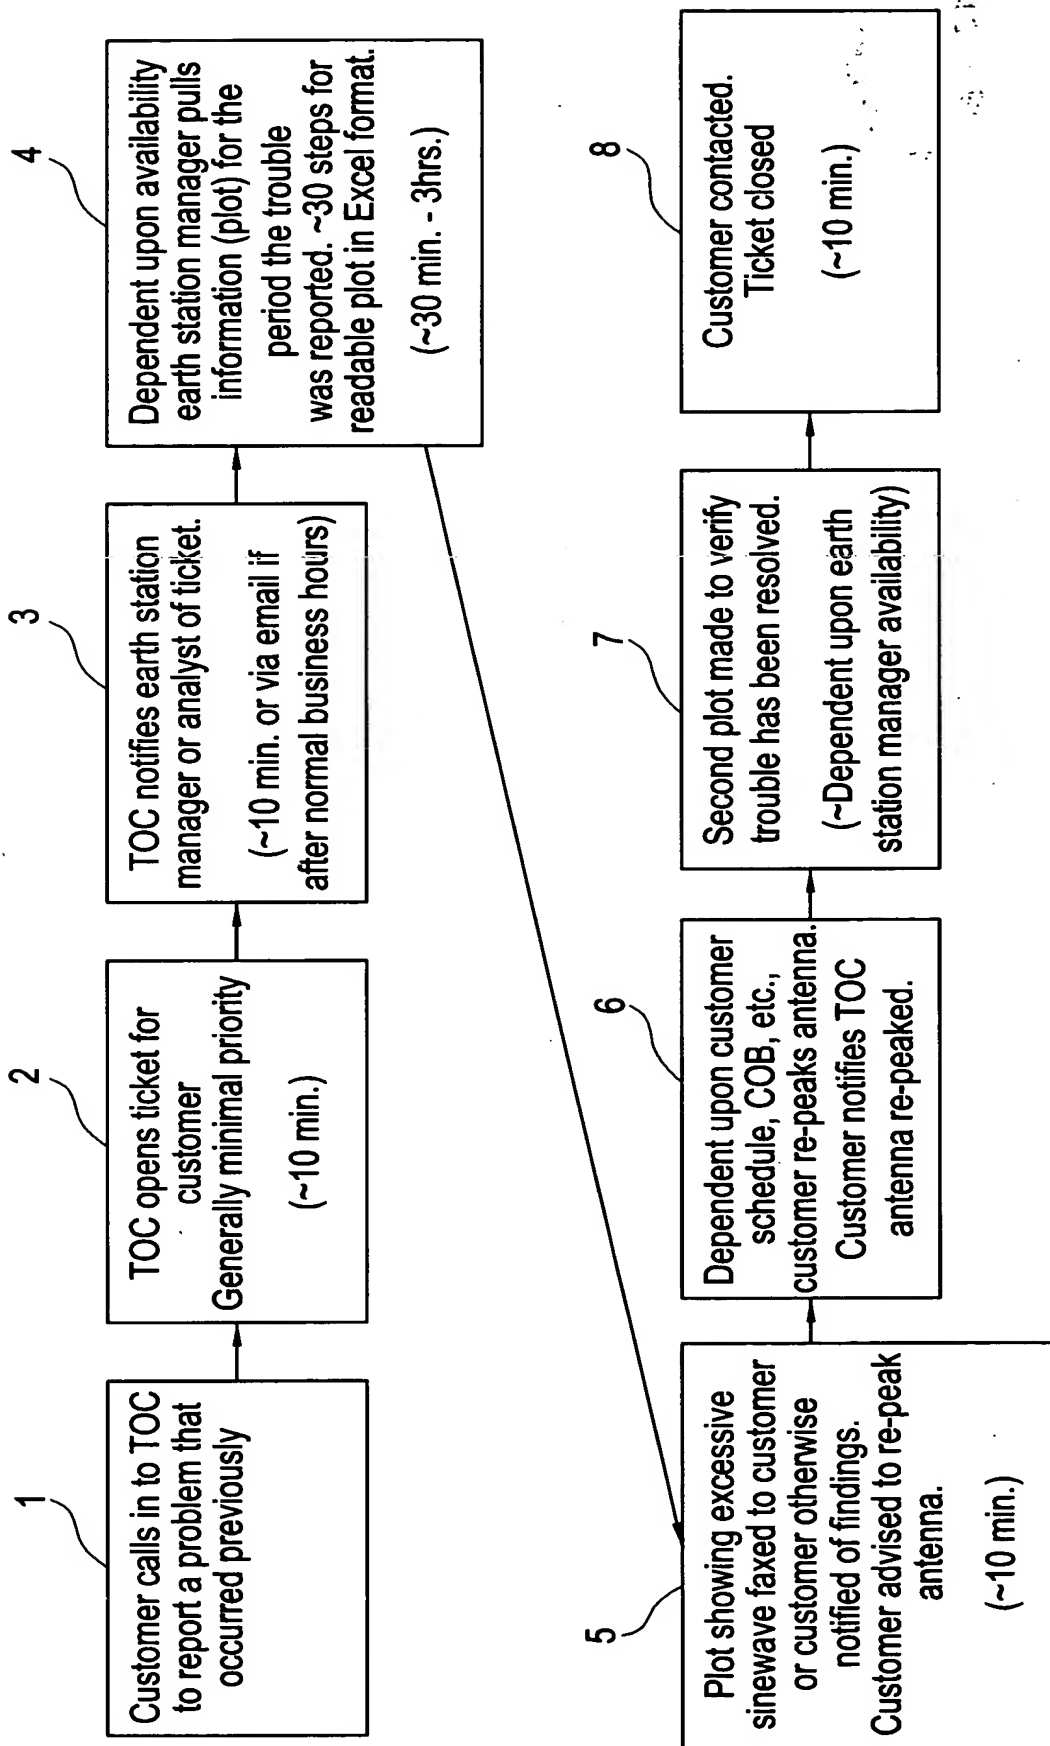 1
Customer calls in to TOC
to report a problem that
occurred previously
2
TOC opens ticket for
customer
Generally minimal priority
(~10 min.)
3
TOC notifies earth station
manager or analyst of ticket.
(~10 min. or via email if
after normal business hours)
4
Dependent upon availability
earth station manager pulls
information (plot) for the
period the trouble
was reported. ~30 steps for
readable plot in Excel format.
(~30 min. - 3hrs.)
5
Plot showing excessive
sinewave faxed to customer
or customer otherwise
notified of findings.
Customer advised to re-peak
antenna.
(~10 min.)
6
Dependent upon customer
schedule, COB, etc.,
customer re-peaks antenna.
Customer notifies TOC
antenna re-peaked.
7
Second plot made to verify
trouble has been resolved.
(~Dependent upon earth
station manager availability)
8
Customer contacted.
Ticket closed
(~10 min.)